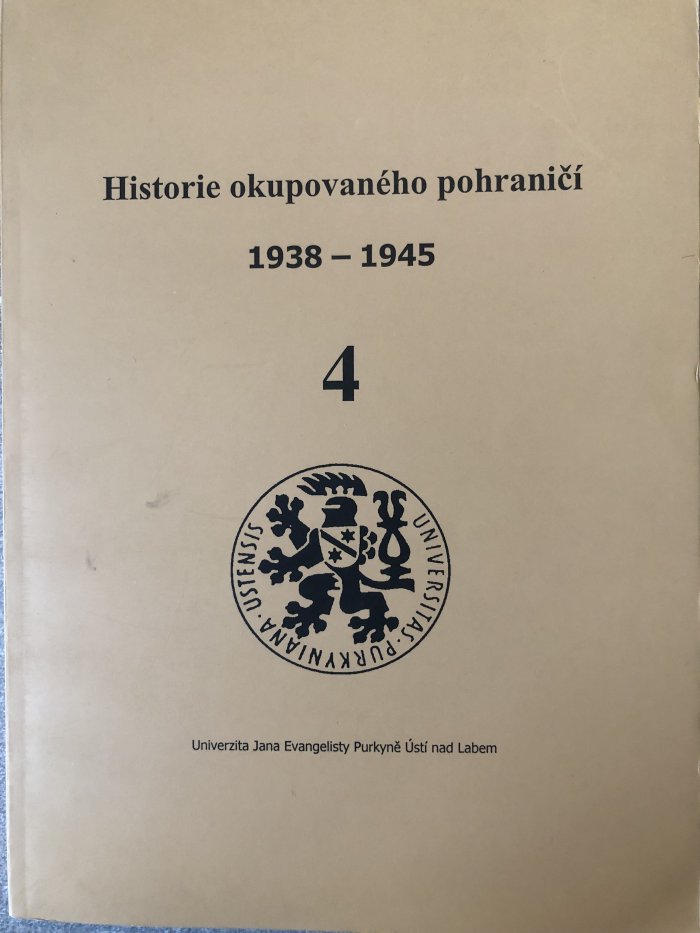 Historie okupovaného pohraničí
1938 – 1945
4
UNIVERSITAS · PURKYNIANA · USTENSIS
Univerzita Jana Evangelisty Purkyně Ústí nad Labem